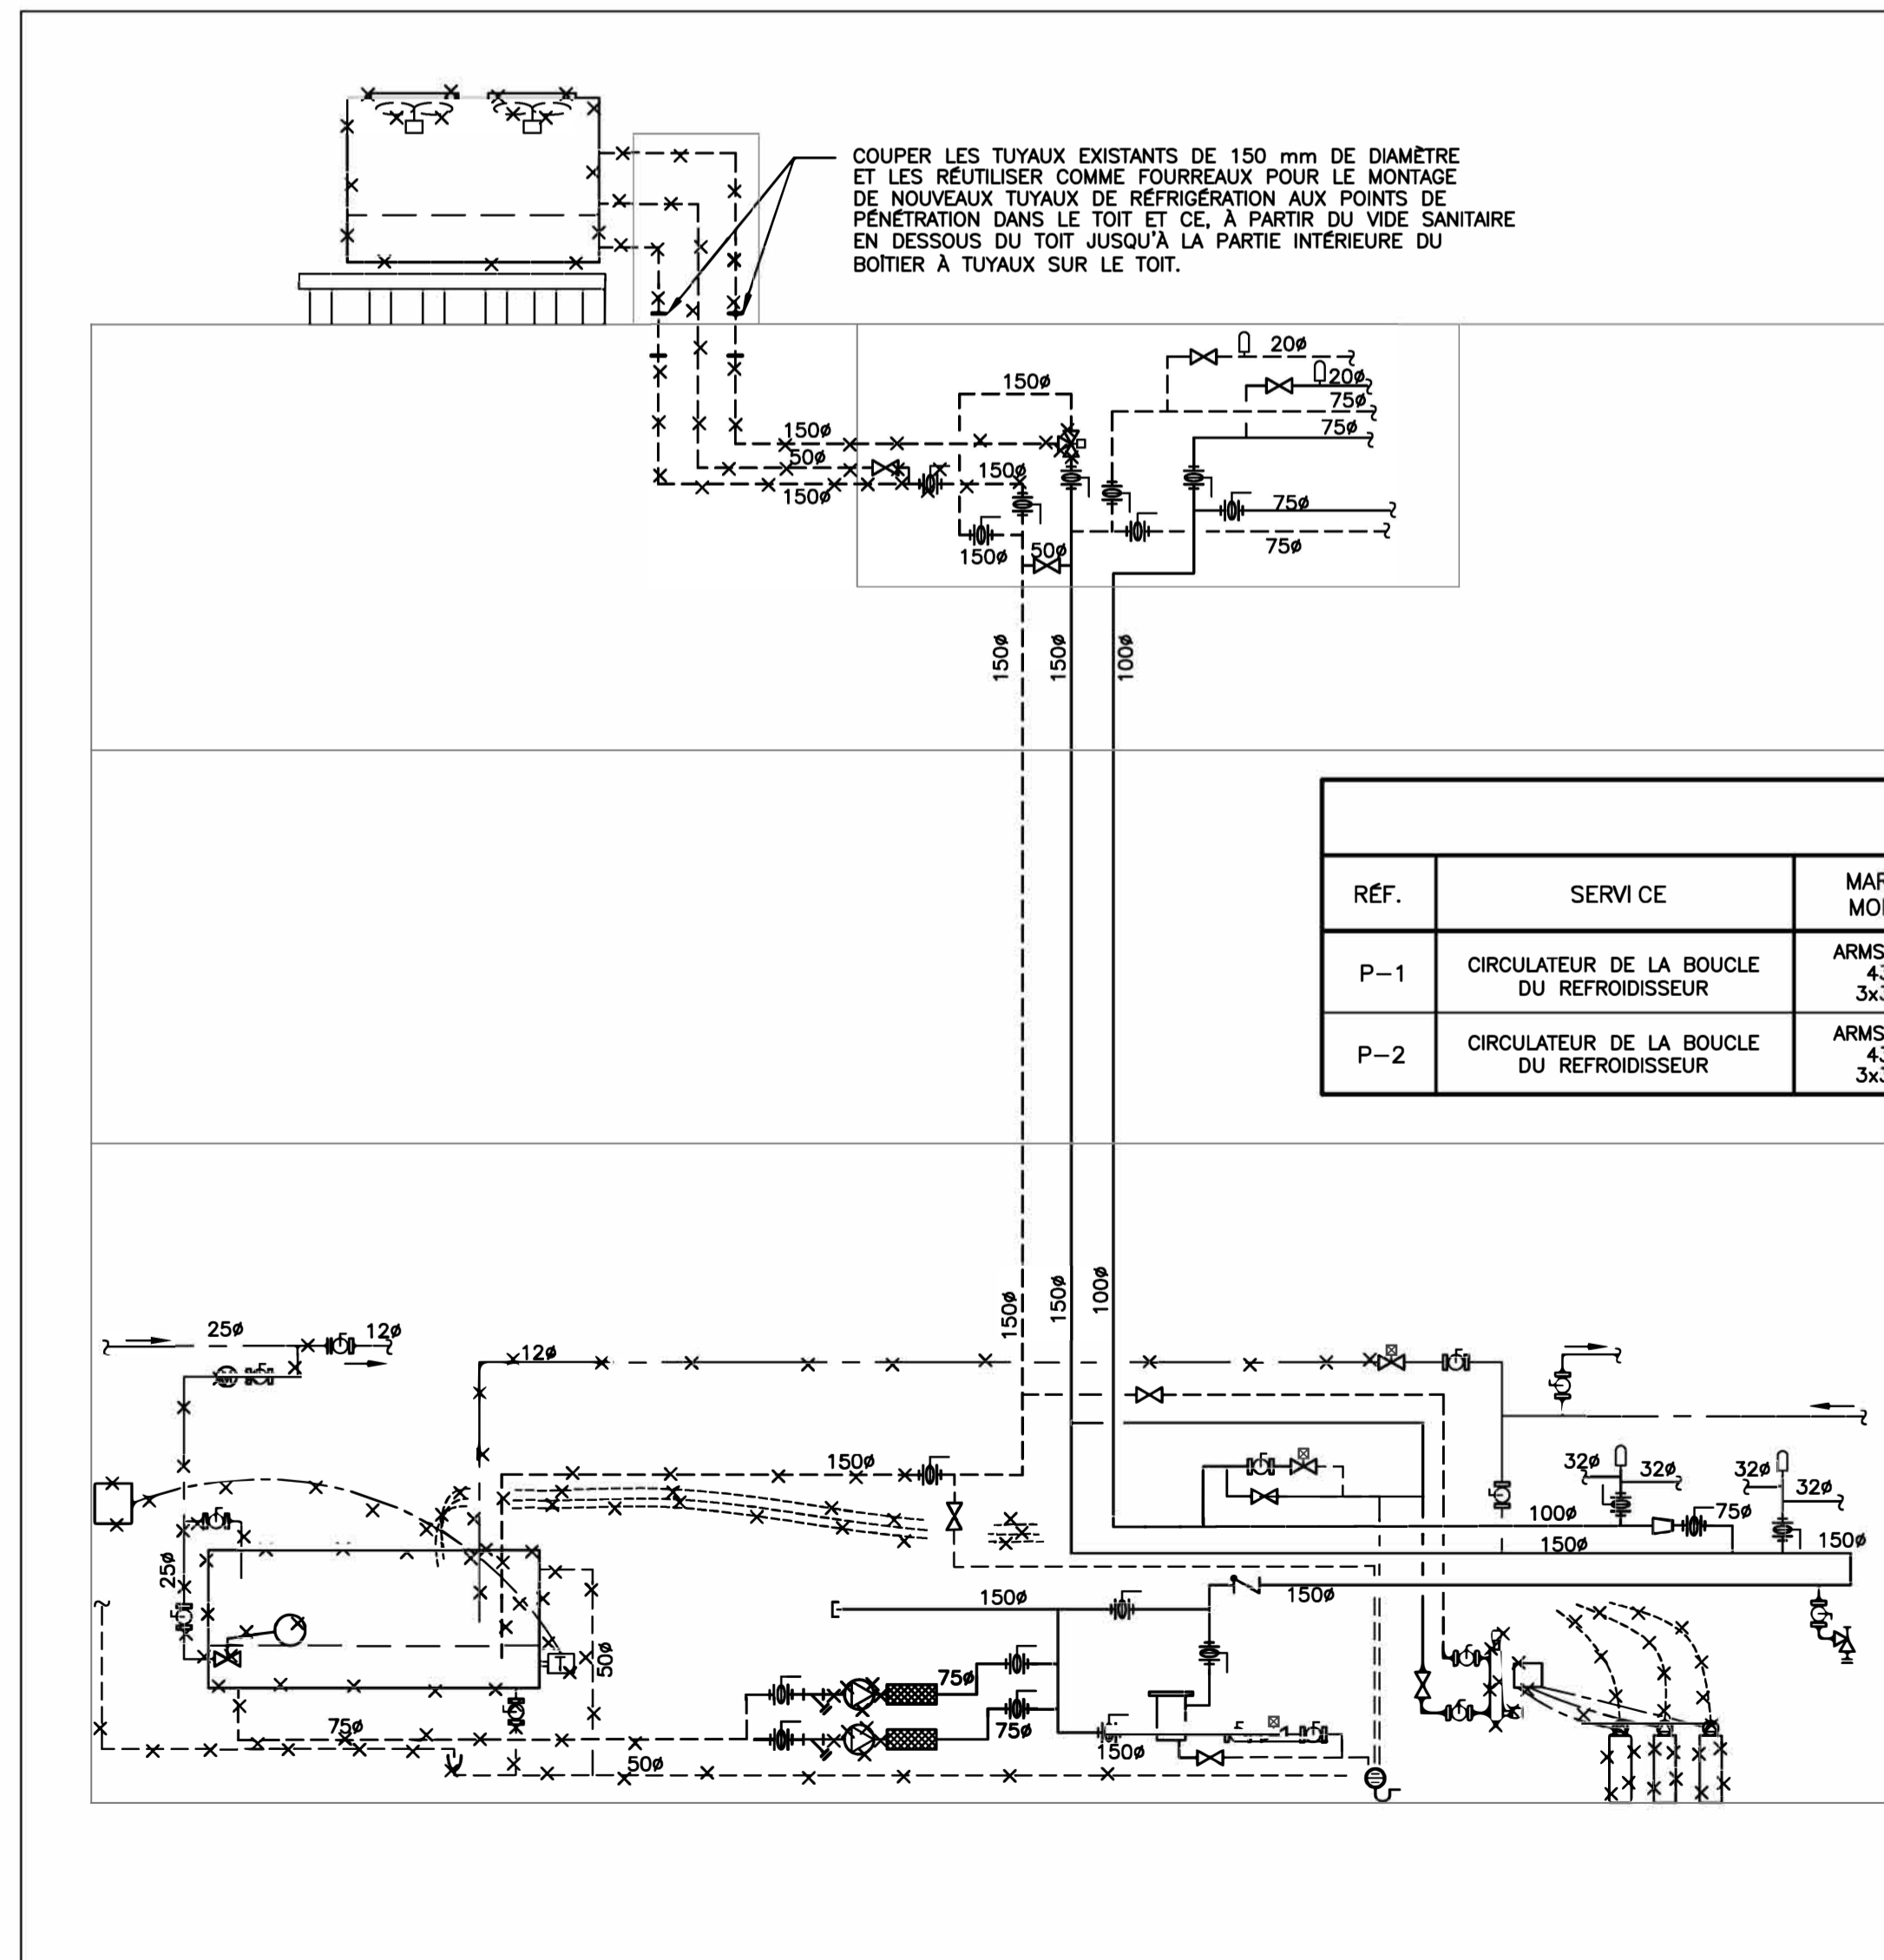 COUPER LES TUYAUX EXISTANTS DE 150 mm DE DIAMÈTRE
ET LES RÉUTILISER COMME FOURREAUX POUR LE MONTAGE
DE NOUVEAUX TUYAUX DE RÉFRIGÉRATION AUX POINTS DE
PÉNÉTRATION DANS LE TOIT ET CE, À PARTIR DU VIDE SANITAIRE
EN DESSOUS DU TOIT JUSQU'À LA PARTIE INTÉRIEURE DU
BOÎTIER À TUYAUX SUR LE TOIT.
20ø
20ø
150ø
75ø
75ø
150ø
50ø
150ø
150ø
75ø
75ø
150ø
50ø
150ø
150ø
100ø
RÉF.
SERVICE
P-1
CIRCULATEUR DE LA BOUCLE
DU REFROIDISSEUR
3x3
P-2
CIRCULATEUR DE LA BOUCLE
DU REFROIDISSEUR
3x3
150ø
150ø
100ø
25ø
12ø
12ø
150ø
32ø
32ø
32ø
32ø
100ø
75ø
150ø
150ø
25ø
150ø
150ø
50ø
T
75ø
75ø
75ø
150ø
50ø